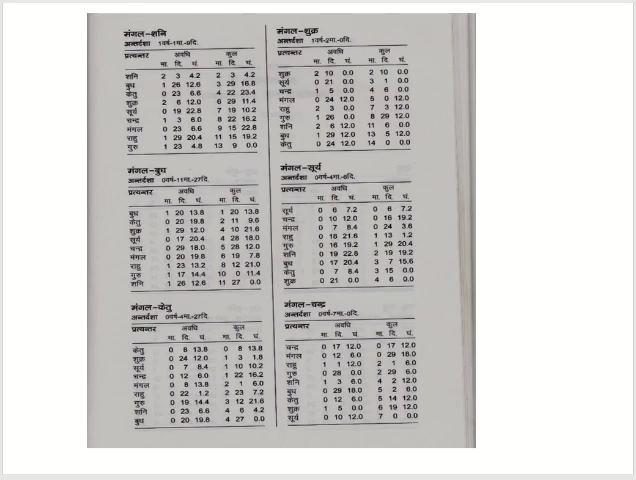 मंगल–शनि
अन्तर्दशा 1वर्ष-1मा.-9दि.
प्रत्यन्तर अवधि कुल
मा. दि. घं. मा. दि. घं.
शनि 2 3 4.2 2 3 4.2
बुध 1 26 12.6 3 29 16.8
केतु 0 23 6.6 4 22 23.4
शुक्र 2 6 12.0 6 29 11.4
सूर्य 0 19 22.8 7 19 10.2
चन्द्र 1 3 6.0 8 22 16.2
मंगल 0 23 6.6 9 15 22.8
राहु 1 29 20.4 11 15 19.2
गुरु 1 23 4.8 13 9 0.0
मंगल–बुध
अन्तर्दशा 0वर्ष-11मा.-27दि.
प्रत्यन्तर अवधि कुल
मा. दि. घं. मा. दि. घं.
बुध 1 20 13.8 1 20 13.8
केतु 0 20 19.8 2 11 9.6
शुक्र 1 29 12.0 4 10 21.6
सूर्य 0 17 20.4 4 28 18.0
चन्द्र 0 29 18.0 5 28 12.0
मंगल 0 20 19.8 6 19 7.8
राहु 1 23 13.2 8 12 21.0
गुरु 1 17 14.4 10 0 11.4
शनि 1 26 12.6 11 27 0.0
मंगल–केतु
अन्तर्दशा 0वर्ष-4मा.-27दि.
प्रत्यन्तर अवधि कुल
मा. दि. घं. मा. दि. घं.
केतु 0 8 13.8 0 8 13.8
शुक्र 0 24 12.0 1 3 1.8
सूर्य 0 7 8.4 1 10 10.2
चन्द्र 0 12 6.0 1 22 16.2
मंगल 0 8 13.8 2 1 6.0
राहु 0 22 1.2 2 23 7.2
गुरु 0 19 14.4 3 12 21.6
शनि 0 23 6.6 4 6 4.2
बुध 0 20 19.8 4 27 0.0
मंगल–शुक्र
अन्तर्दशा 1वर्ष-2मा.-0दि.
प्रत्यन्तर अवधि कुल
मा. दि. घं. मा. दि. घं.
शुक्र 2 10 0.0 2 10 0.0
सूर्य 0 21 0.0 3 1 0.0
चन्द्र 1 5 0.0 4 6 0.0
मंगल 0 24 12.0 5 0 12.0
राहु 2 3 0.0 7 3 12.0
गुरु 1 26 0.0 8 29 12.0
शनि 2 6 12.0 11 6 0.0
बुध 1 29 12.0 13 5 12.0
केतु 0 24 12.0 14 0 0.0
मंगल–सूर्य
अन्तर्दशा 0वर्ष-4मा.-6दि.
प्रत्यन्तर अवधि कुल
मा. दि. घं. मा. दि. घं.
सूर्य 0 6 7.2 0 6 7.2
चन्द्र 0 10 12.0 0 16 19.2
मंगल 0 7 8.4 0 24 3.6
राहु 0 18 21.6 1 13 1.2
गुरु 0 16 19.2 1 29 20.4
शनि 0 19 22.8 2 19 19.2
बुध 0 17 20.4 3 7 15.6
केतु 0 7 8.4 3 15 0.0
शुक्र 0 21 0.0 4 6 0.0
मंगल–चन्द्र
अन्तर्दशा 0वर्ष-7मा.-0दि.
प्रत्यन्तर अवधि कुल
मा. दि. घं. मा. दि. घं.
चन्द्र 0 17 12.0 0 17 12.0
मंगल 0 12 6.0 0 29 18.0
राहु 1 1 12.0 2 1 6.0
गुरु 0 28 0.0 2 29 6.0
शनि 1 3 6.0 4 2 12.0
बुध 0 29 18.0 5 2 6.0
केतु 0 12 6.0 5 14 12.0
शुक्र 1 5 0.0 6 19 12.0
सूर्य 0 10 12.0 7 0 0.0